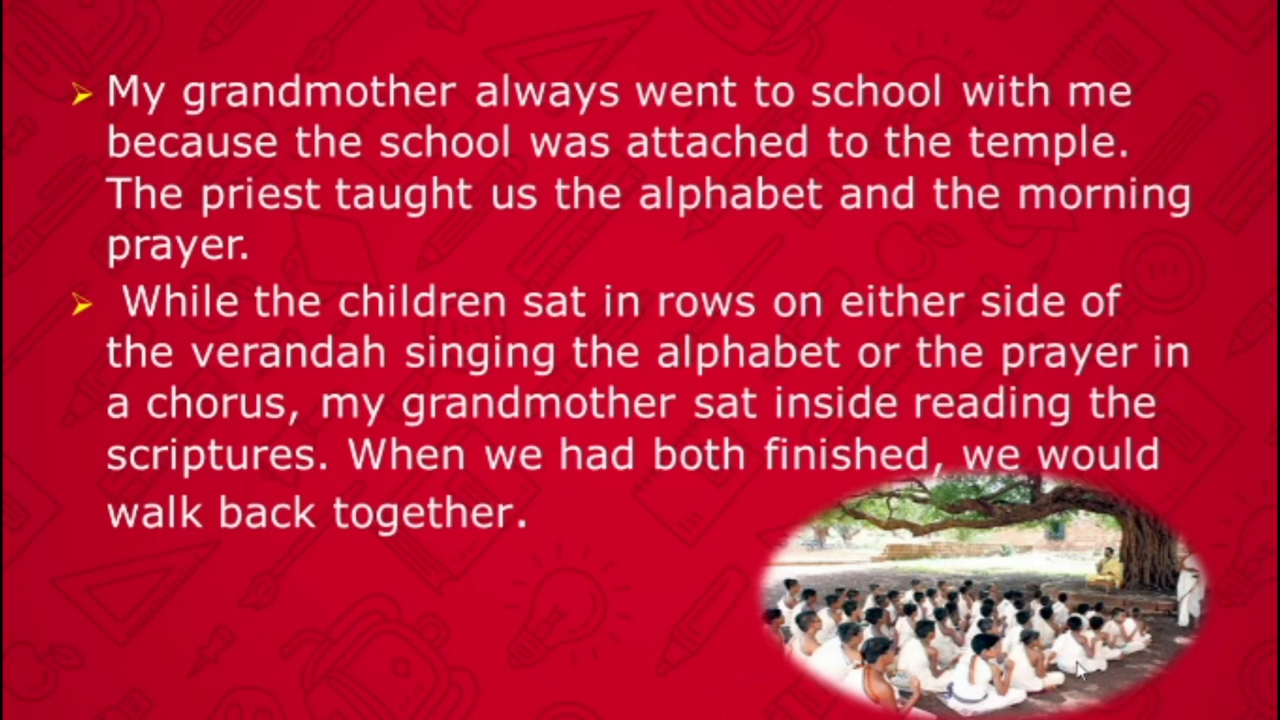 My grandmother always went to school with me
because the school was attached to the temple.
The priest taught us the alphabet and the morning
prayer.
While the children sat in rows on either side of
the verandah singing the alphabet or the prayer in
a chorus, my grandmother sat inside reading the
scriptures. When we had both finished, we would
walk back together.